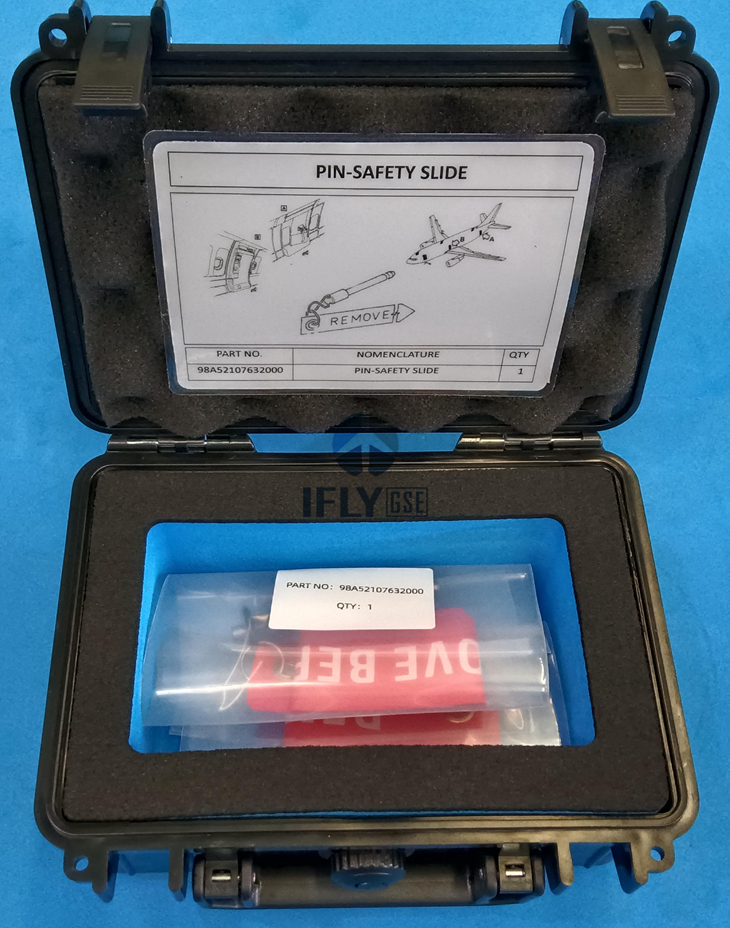 PIN-SAFETY SLIDE
A
B
B
A
REMOVE
PART NO. NOMENCLATURE QTY
98A52107632000 PIN-SAFETY SLIDE 1
IFLY GSE
PART NO: 98A52107632000
QTY: 1
OVE BEF